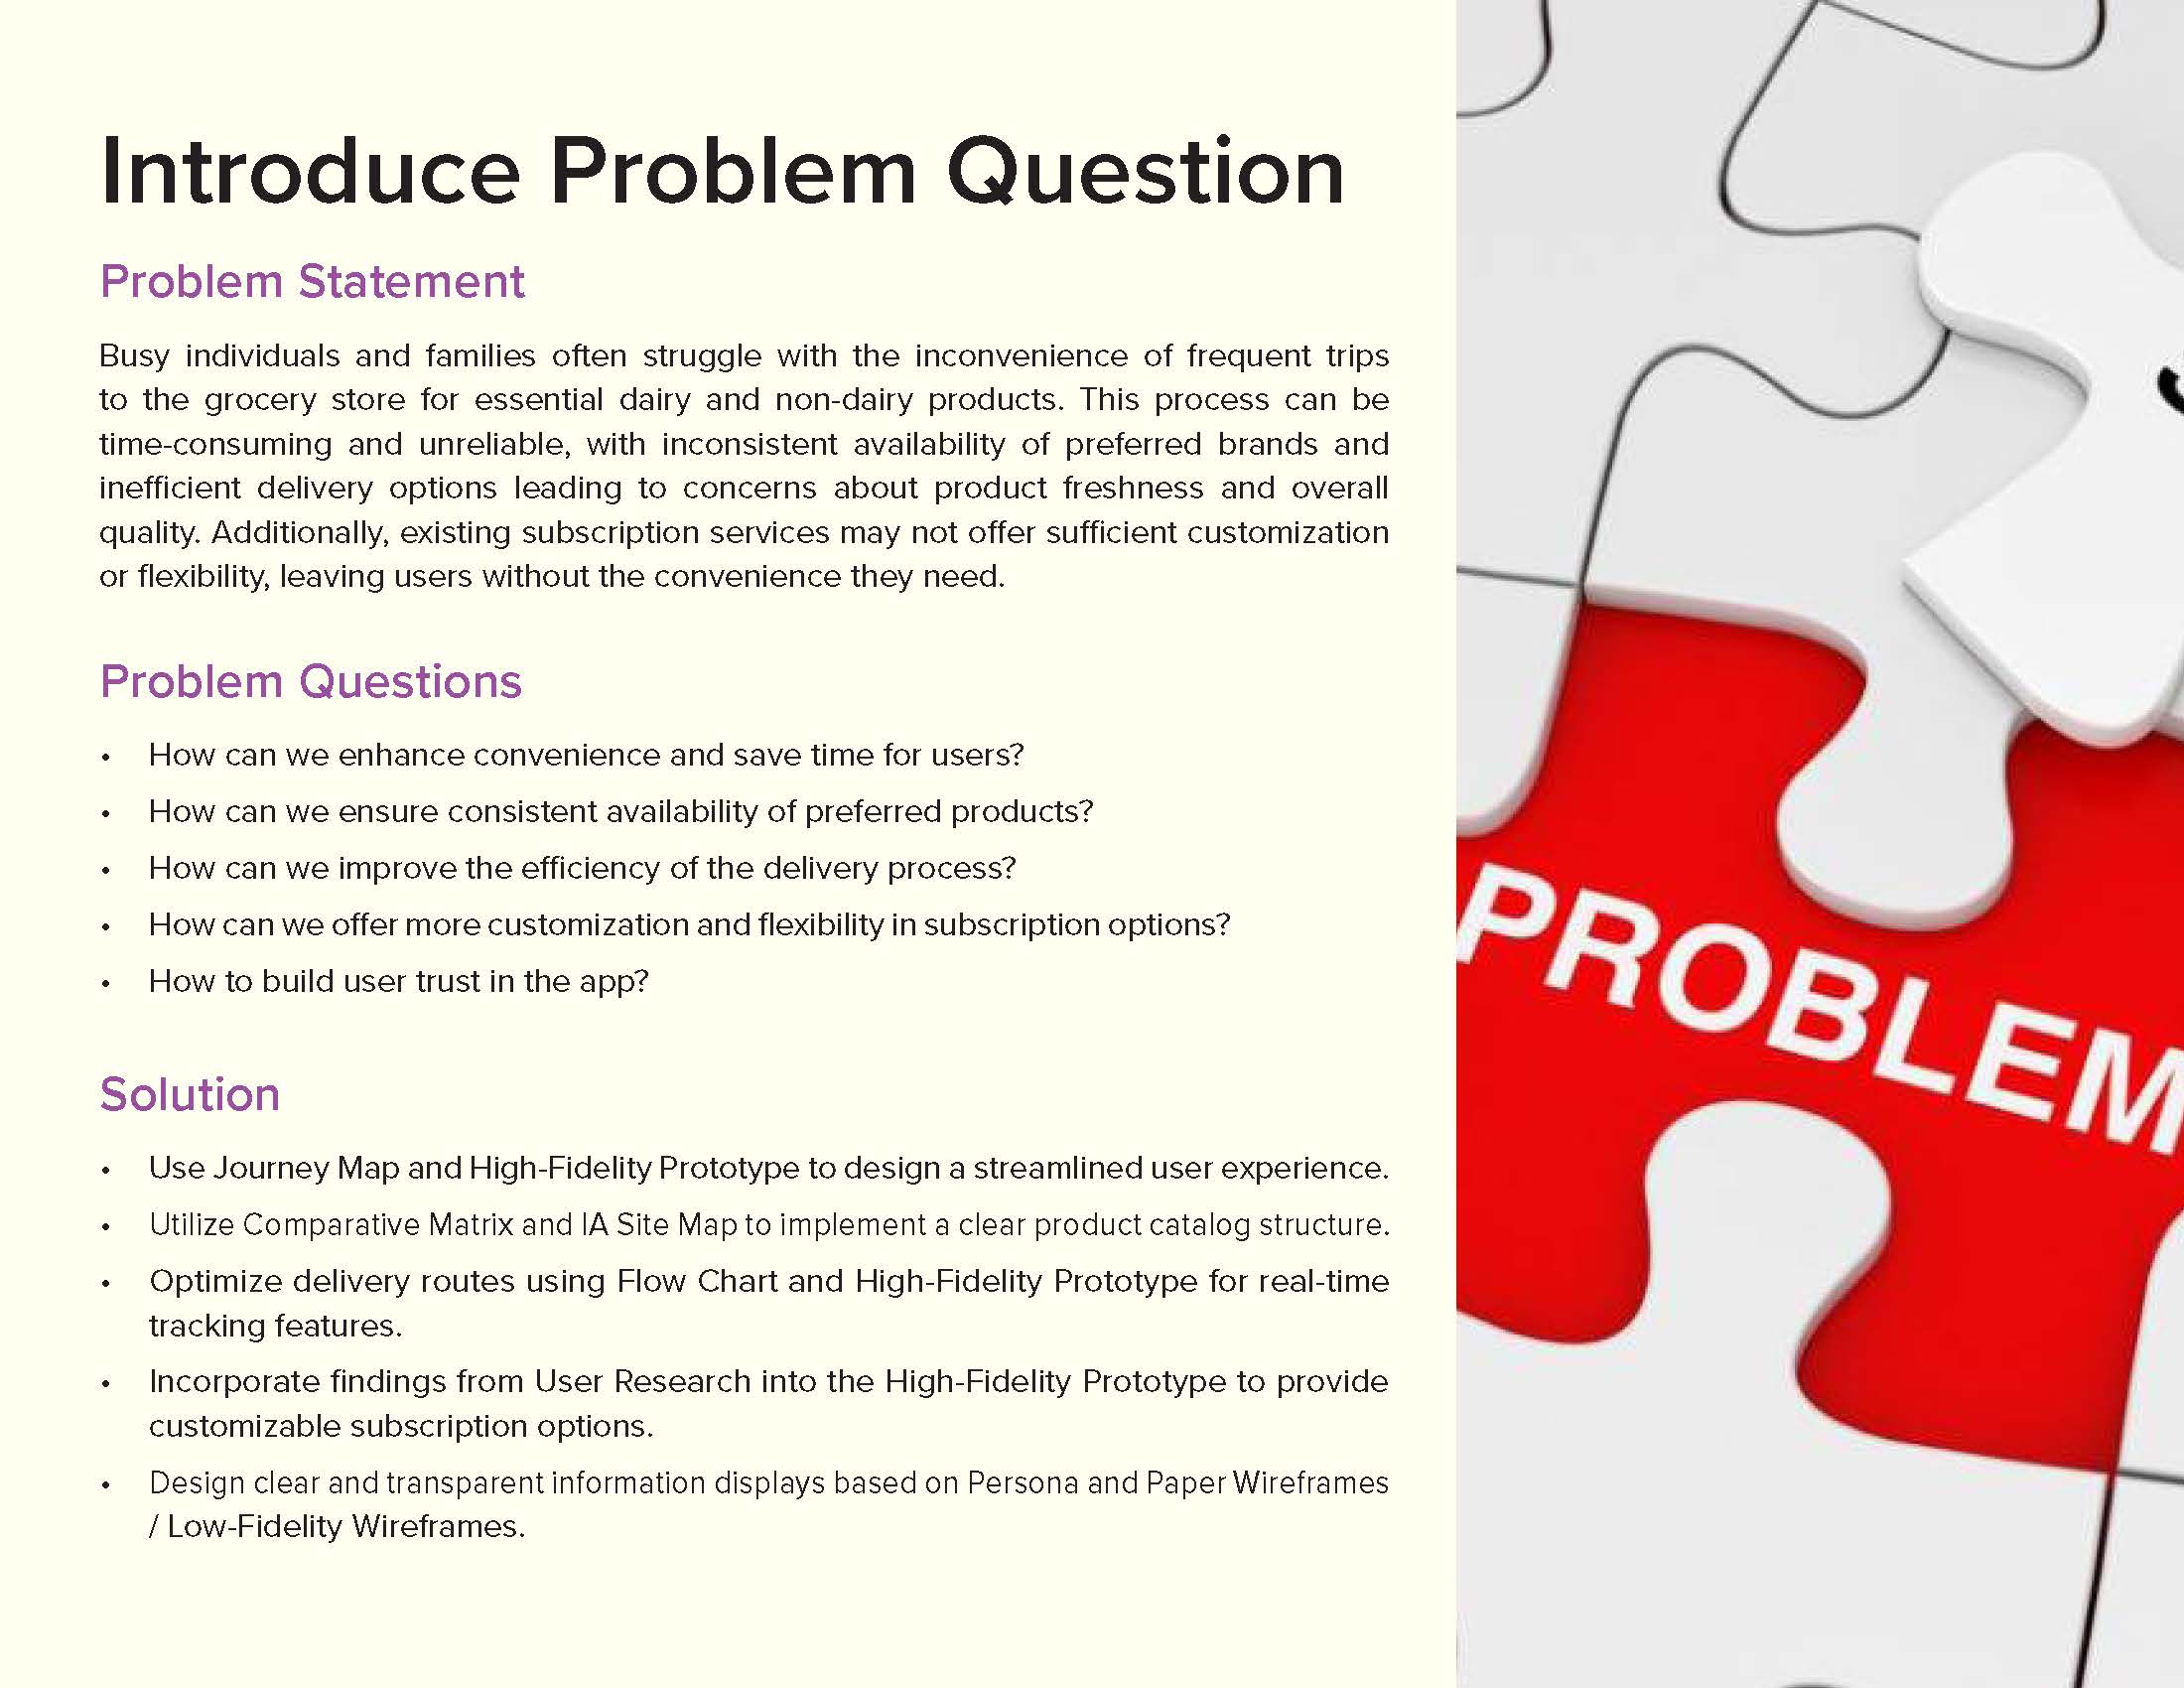 Introduce Problem Question
Problem Statement
Busy individuals and families often struggle with the inconvenience of frequent trips
to the grocery store for essential dairy and non-dairy products. This process can be
time-consuming and unreliable, with inconsistent availability of preferred brands and
inefficient delivery options leading to concerns about product freshness and overall
quality. Additionally, existing subscription services may not offer sufficient customization
or flexibility, leaving users without the convenience they need.
Problem Questions
• How can we enhance convenience and save time for users?
• How can we ensure consistent availability of preferred products?
• How can we improve the efficiency of the delivery process?
• How can we offer more customization and flexibility in subscription options?
• How to build user trust in the app?
Solution
• Use Journey Map and High-Fidelity Prototype to design a streamlined user experience.
• Utilize Comparative Matrix and IA Site Map to implement a clear product catalog structure.
• Optimize delivery routes using Flow Chart and High-Fidelity Prototype for real-time
tracking features.
• Incorporate findings from User Research into the High-Fidelity Prototype to provide
customizable subscription options.
• Design clear and transparent information displays based on Persona and Paper Wireframes
/ Low-Fidelity Wireframes.
PROBLEM